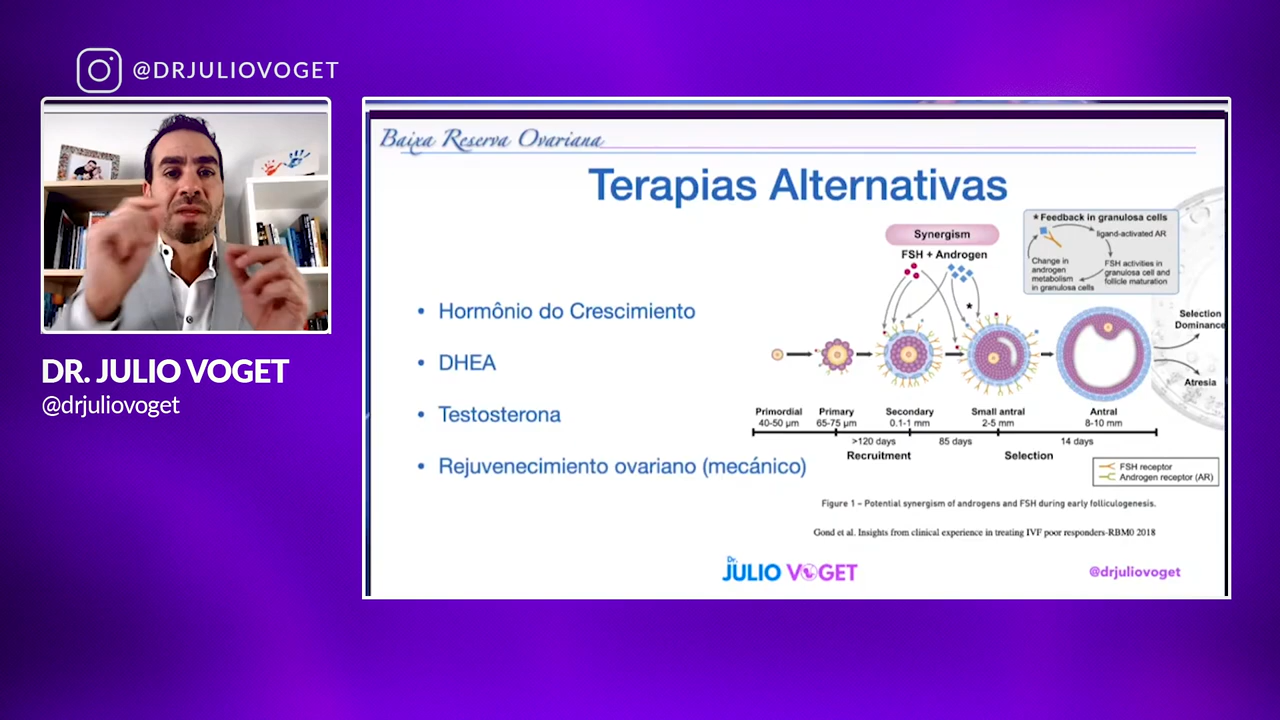 @DRJULIOVOGET
DR. JULIO VOGET
@drjuliovoget
Baixa Reserva Ovariana
Terapias Alternativas
• Hormônio do Crescimiento
• DHEA
• Testosterona
• Rejuvenecimiento ovariano (mecánico)
Synergism
FSH + Androgen
* Feedback in granulosa cells
ligand-activated AR
Change in
androgen
metabolism
in granulosa cells
FSH activities in
granulosa cell and
follicle maturation
*
Selection
Dominance
Atresia
Primordial
40-50 µm
Primary
65-75 µm
Secondary
0.1-1 mm
Small antral
2-5 mm
Antral
8-10 mm
>120 days
85 days
14 days
Recruitment
Selection
FSH receptor
Androgen receptor (AR)
Figure 1 – Potential synergism of androgens and FSH during early folliculogenesis.
Gond et al. Insights from clinical experience in treating IVF poor responders-RBM0 2018
Dr.
JULIO VOGET
@drjuliovoget